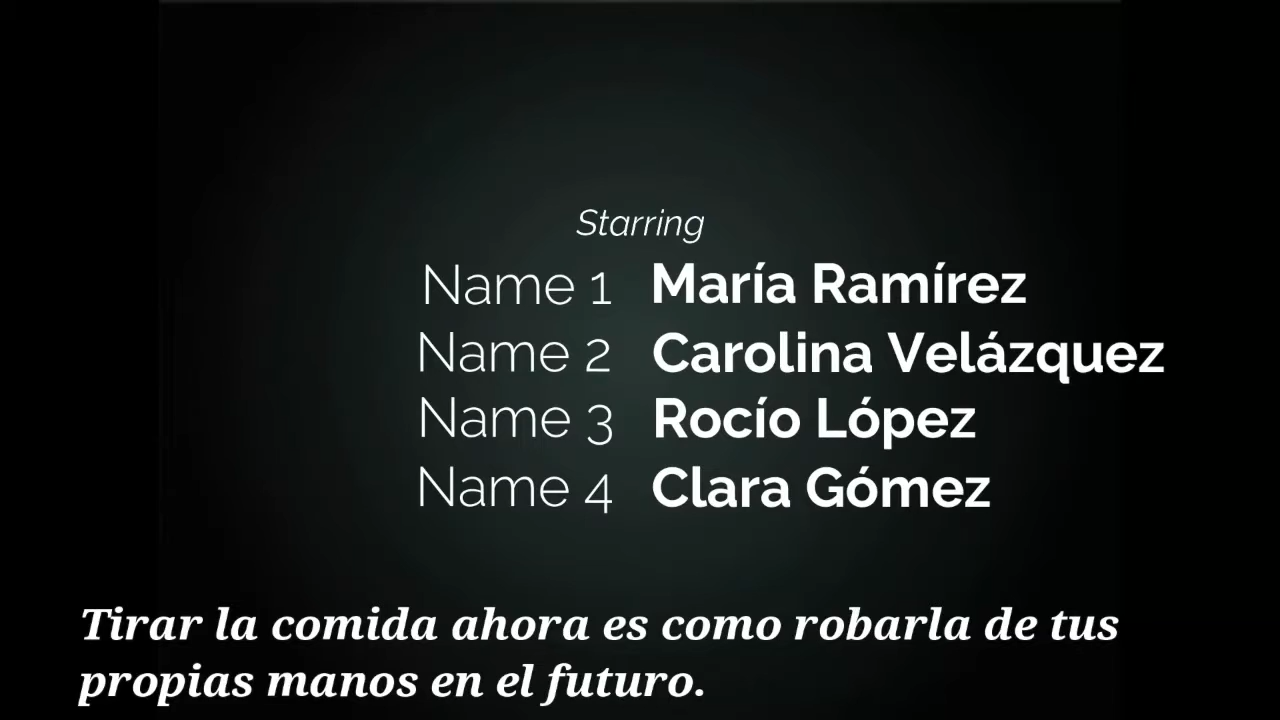 Starring
Name 1 María Ramírez
Name 2 Carolina Velázquez
Name 3 Rocío López
Name 4 Clara Gómez
Tirar la comida ahora es como robarla de tus
propias manos en el futuro.